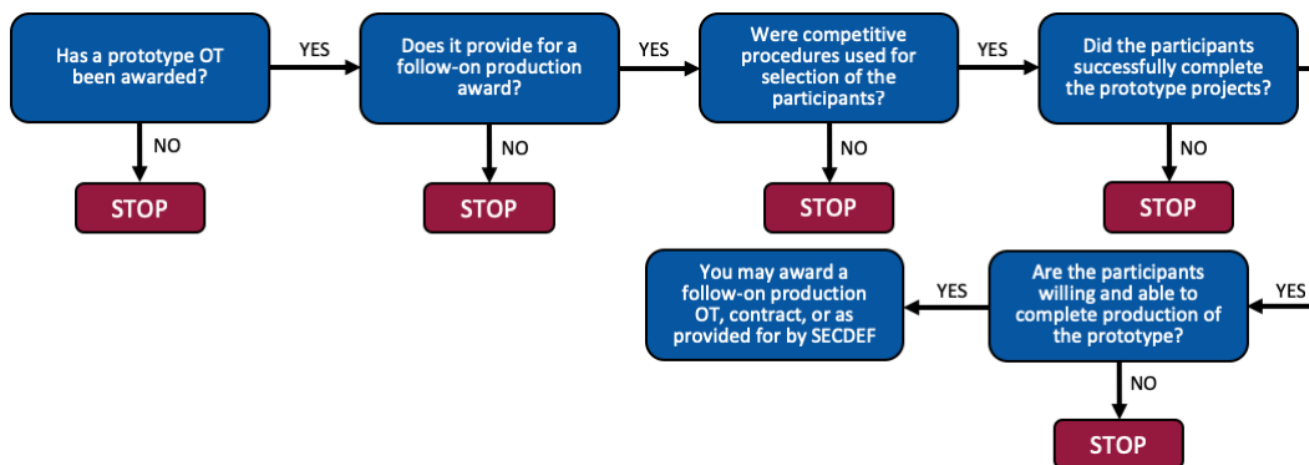 Has a prototype OT
been awarded?
YES
Does it provide for a
follow-on production
award?
YES
Were competitive
procedures used for
selection of the
participants?
YES
Did the participants
successfully complete
the prototype projects?
NO
NO
NO
NO
STOP
STOP
STOP
STOP
YES
Are the participants
willing and able to
complete production of
the prototype?
YES
You may award a
follow-on production
OT, contract, or as
provided for by SECDEF
NO
STOP